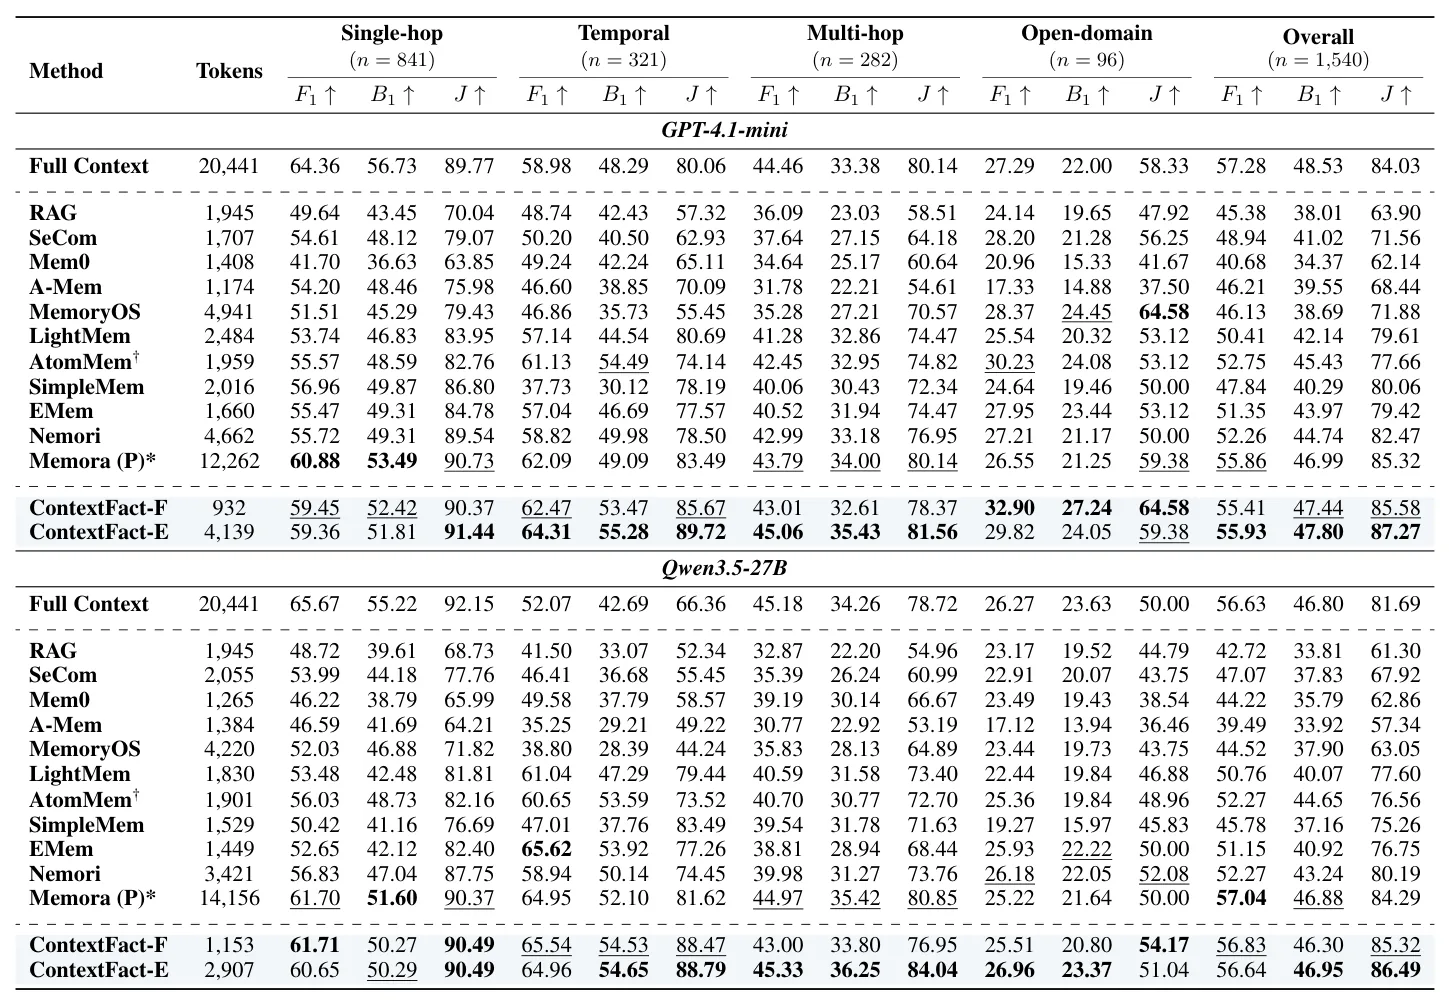 Method Tokens Single-hop Temporal Multi-hop Open-domain Overall
(n = 841) (n = 321) (n = 282) (n = 96) (n = 1,540)
F1 ↑ B1 ↑ J ↑ F1 ↑ B1 ↑ J ↑ F1 ↑ B1 ↑ J ↑ F1 ↑ B1 ↑ J ↑ F1 ↑ B1 ↑ J ↑
GPT-4.1-mini
Full Context 20,441 64.36 56.73 89.77 58.98 48.29 80.06 44.46 33.38 80.14 27.29 22.00 58.33 57.28 48.53 84.03
RAG 1,945 49.64 43.45 70.04 48.74 42.43 57.32 36.09 23.03 58.51 24.14 19.65 47.92 45.38 38.01 63.90
SeCom 1,707 54.61 48.12 79.07 50.20 40.50 62.93 37.64 27.15 64.18 28.20 21.28 56.25 48.94 41.02 71.56
Mem0 1,408 41.70 36.63 63.85 49.24 42.24 65.11 34.64 25.17 60.64 20.96 15.33 41.67 40.68 34.37 62.14
A-Mem 1,174 54.20 48.46 75.98 46.60 38.85 70.09 31.78 22.21 54.61 17.33 14.88 37.50 46.21 39.55 68.44
MemoryOS 4,941 51.51 45.29 79.43 46.86 35.73 55.45 35.28 27.21 70.57 28.37 24.45 64.58 46.13 38.69 71.88
LightMem 2,484 53.74 46.83 83.95 57.14 44.54 80.69 41.28 32.86 74.47 25.54 20.32 53.12 50.41 42.14 79.61
AtomMem† 1,959 55.57 48.59 82.76 61.13 54.49 74.14 42.45 32.95 74.82 30.23 24.08 53.12 52.75 45.43 77.66
SimpleMem 2,016 56.96 49.87 86.80 37.73 30.12 78.19 40.06 30.43 72.34 24.64 19.46 50.00 47.84 40.29 80.06
EMem 1,660 55.47 49.31 84.78 57.04 46.69 77.57 40.52 31.94 74.47 27.95 23.44 53.12 51.35 43.97 79.42
Nemori 4,662 55.72 49.31 89.54 58.82 49.98 78.50 42.99 33.18 76.95 27.21 21.17 50.00 52.26 44.74 82.47
Memora (P)* 12,262 60.88 53.49 90.73 62.09 49.09 83.49 43.79 34.00 80.14 26.55 21.25 59.38 55.86 46.99 85.32
ContextFact-F 932 59.45 52.42 90.37 62.47 53.47 85.67 43.01 32.61 78.37 32.90 27.24 64.58 55.41 47.44 85.58
ContextFact-E 4,139 59.36 51.81 91.44 64.31 55.28 89.72 45.06 35.43 81.56 29.82 24.05 59.38 55.93 47.80 87.27
Qwen3.5-27B
Full Context 20,441 65.67 55.22 92.15 52.07 42.69 66.36 45.18 34.26 78.72 26.27 23.63 50.00 56.63 46.80 81.69
RAG 1,945 48.72 39.61 68.73 41.50 33.07 52.34 32.87 22.20 54.96 23.17 19.52 44.79 42.72 33.81 61.30
SeCom 2,055 53.99 44.18 77.76 46.41 36.68 55.45 35.39 26.24 60.99 22.91 20.07 43.75 47.07 37.83 67.92
Mem0 1,265 46.22 38.79 65.99 49.58 37.79 58.57 39.19 30.14 66.67 23.49 19.43 38.54 44.22 35.79 62.86
A-Mem 1,384 46.59 41.69 64.21 35.25 29.21 49.22 30.77 22.92 53.19 17.12 13.94 36.46 39.49 33.92 57.34
MemoryOS 4,220 52.03 46.88 71.82 38.80 28.39 44.24 35.83 28.13 64.89 23.44 19.73 43.75 44.52 37.90 63.05
LightMem 1,830 53.48 42.48 81.81 61.04 47.29 79.44 40.59 31.58 73.40 22.44 19.84 46.88 50.76 40.07 77.60
AtomMem† 1,901 56.03 48.73 82.16 60.65 53.59 73.52 40.70 30.77 72.70 25.36 19.84 48.96 52.27 44.65 76.56
SimpleMem 1,529 50.42 41.16 76.69 47.01 37.76 83.49 39.54 31.78 71.63 19.27 15.97 45.83 45.78 37.16 75.26
EMem 1,449 52.65 42.12 82.40 65.62 53.92 77.26 38.81 28.94 68.44 25.93 22.22 50.00 51.15 40.92 76.75
Nemori 3,421 56.83 47.04 87.75 58.94 50.14 74.45 39.98 31.27 73.76 26.18 22.05 52.08 52.27 43.24 80.19
Memora (P)* 14,156 61.70 51.60 90.37 64.95 52.10 81.62 44.97 35.42 80.85 25.22 21.64 50.00 57.04 46.88 84.29
ContextFact-F 1,153 61.71 50.27 90.49 65.54 54.53 88.47 43.00 33.80 76.95 25.51 20.80 54.17 56.83 46.30 85.32
ContextFact-E 2,907 60.65 50.29 90.49 64.96 54.65 88.79 45.33 36.25 84.04 26.96 23.37 51.04 56.64 46.95 86.49